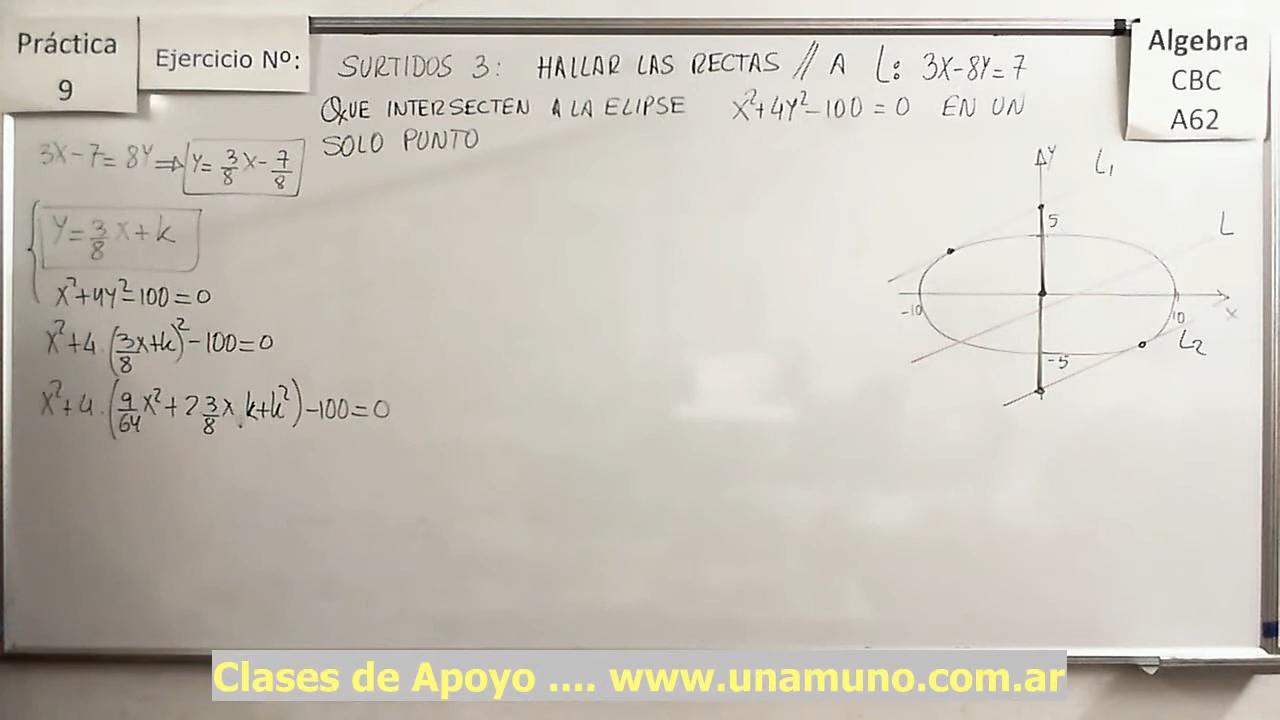 Práctica
9
Ejercicio Nº:
SURTIDOS 3: HALLAR LAS RECTAS // A L: 3X-8Y=7
QUE INTERSECTEN A LA ELIPSE X²+4Y²-100=0 EN UN
SOLO PUNTO
Algebra
CBC
A62
3X-7=8Y⇒ Y=3/8X-7/8
Y=3/8X+k
X²+4Y²-100=0
X²+4.(3/8x+k)²-100=0
X²+4.(9/64x²+2 3/8x.k+k²)-100=0
Y
L₁
5
L
-10
10
X
L₂
-5
Clases de Apoyo .... www.unamuno.com.ar